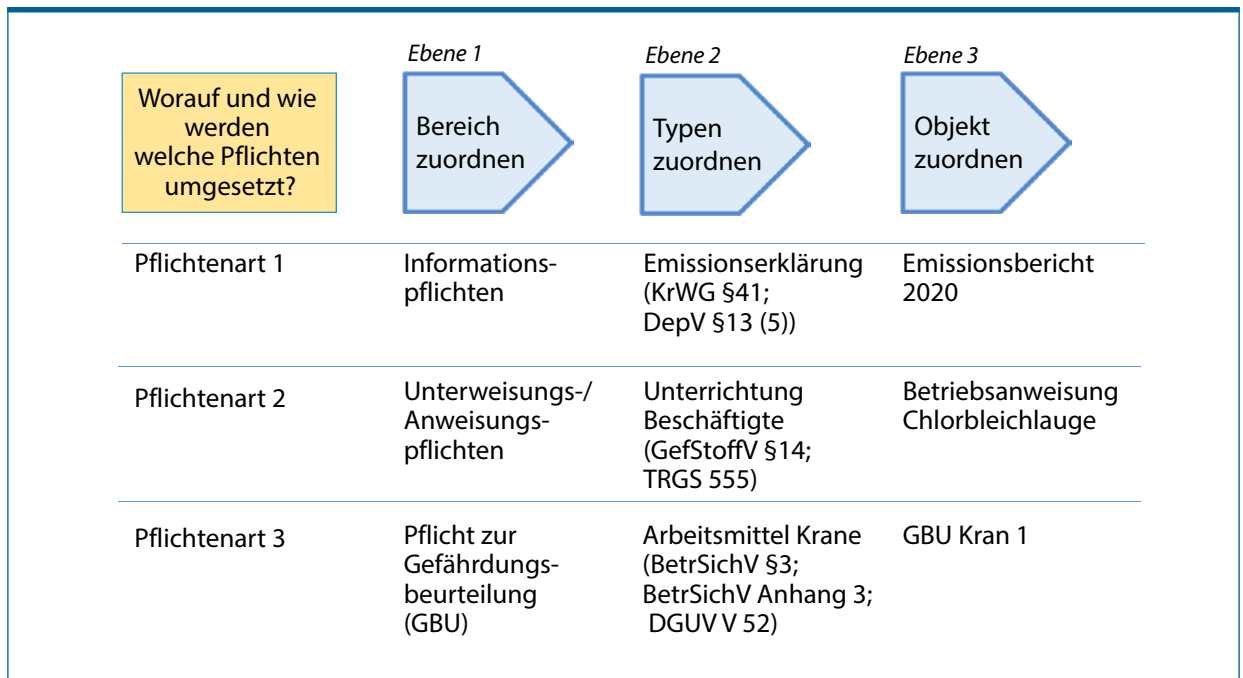 Ebene 1
Ebene 2
Ebene 3
Worauf und wie
werden
welche Pflichten
umgesetzt?
Bereich
zuordnen
Typen
zuordnen
Objekt
zuordnen
Pflichtenart 1
Informations-
pflichten
Emissionserklärung
(KrWG §41;
DepV §13 (5))
Emissionsbericht
2020
Pflichtenart 2
Unterweisungs-/
Anweisungs-
pflichten
Unterrichtung
Beschäftigte
(GefStoffV §14;
TRGS 555)
Betriebsanweisung
Chlorbleichlauge
Pflichtenart 3
Pflicht zur
Gefährdungs-
beurteilung
(GBU)
Arbeitsmittel Krane
(BetrSichV §3;
BetrSichV Anhang 3;
DGUV V 52)
GBU Kran 1